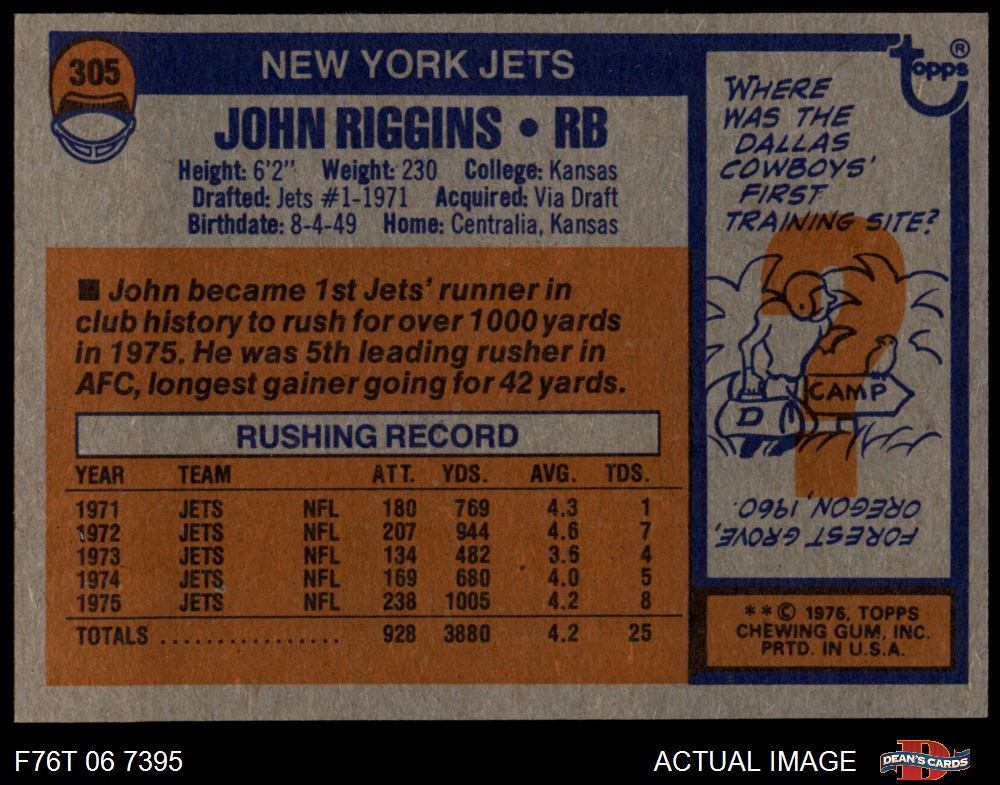 305
NEW YORK JETS
topps®
JOHN RIGGINS • RB
Height: 6'2" Weight: 230 College: Kansas
Drafted: Jets #1-1971 Acquired: Via Draft
Birthdate: 8-4-49 Home: Centralia, Kansas
■ John became 1st Jets' runner in
club history to rush for over 1000 yards
in 1975. He was 5th leading rusher in
AFC, longest gainer going for 42 yards.
RUSHING RECORD
YEAR TEAM ATT. YDS. AVG. TDS.
1971 JETS NFL 180 769 4.3 1
1972 JETS NFL 207 944 4.6 7
1973 JETS NFL 134 482 3.6 4
1974 JETS NFL 169 680 4.0 5
1975 JETS NFL 238 1005 4.2 8
TOTALS ................. 928 3880 4.2 25
WHERE
WAS THE
DALLAS
COWBOYS'
FIRST
TRAINING SITE?
?
CAMP
D
FOREST GROVE,
OREGON, 1960.
**© 1976, TOPPS
CHEWING GUM, INC.
PRTD. IN U.S.A.
F76T 06 7395
ACTUAL IMAGE
D
DEAN'S CARDS